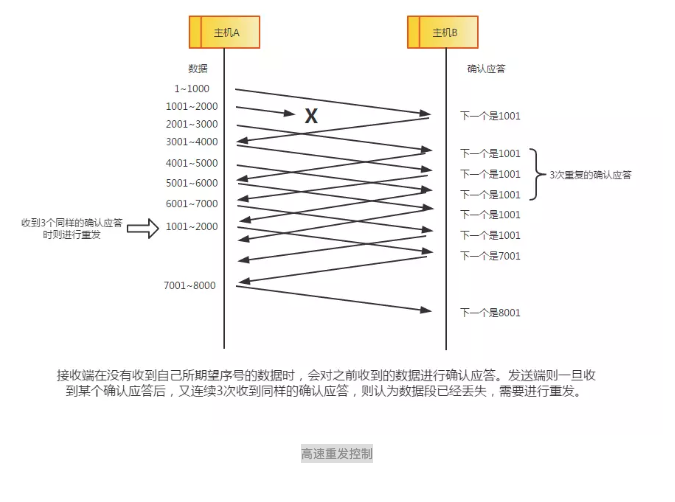 主机A
主机B
数据
确认应答
1~1000
1001~2000
X
下一个是1001
2001~3000
3001~4000
下一个是1001
4001~5000
下一个是1001
3次重复的确认应答
5001~6000
下一个是1001
6001~7000
下一个是1001
收到3个同样的确认应答
时则进行重发
1001~2000
下一个是1001
下一个是7001
7001~8000
下一个是8001
接收端在没有收到自己所期望序号的数据时，会对之前收到的数据进行确认应答。发送端则一旦收
到某个确认应答后，又连续3次收到同样的确认应答，则认为数据段已经丢失，需要进行重发。
高速重发控制